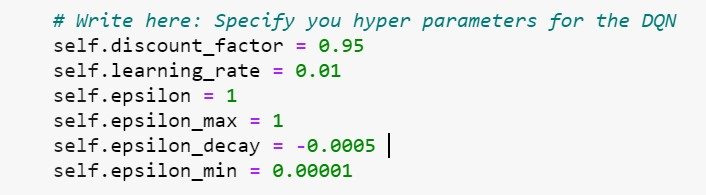 # Write here: Specify you hyper parameters for the DQN
self.discount_factor = 0.95
self.learning_rate = 0.01
self.epsilon = 1
self.epsilon_max = 1
self.epsilon_decay = -0.0005
self.epsilon_min = 0.00001